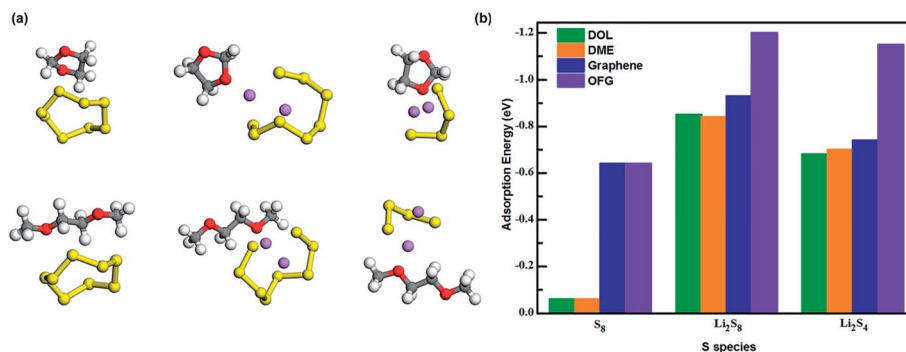 (a)
(b)
DOL
DME
Graphene
OFG
-1.2
-1.0
-0.8
-0.6
-0.4
-0.2
0.0
Adsorption Energy (eV)
S₈
Li₂S₈
Li₂S₄
S species